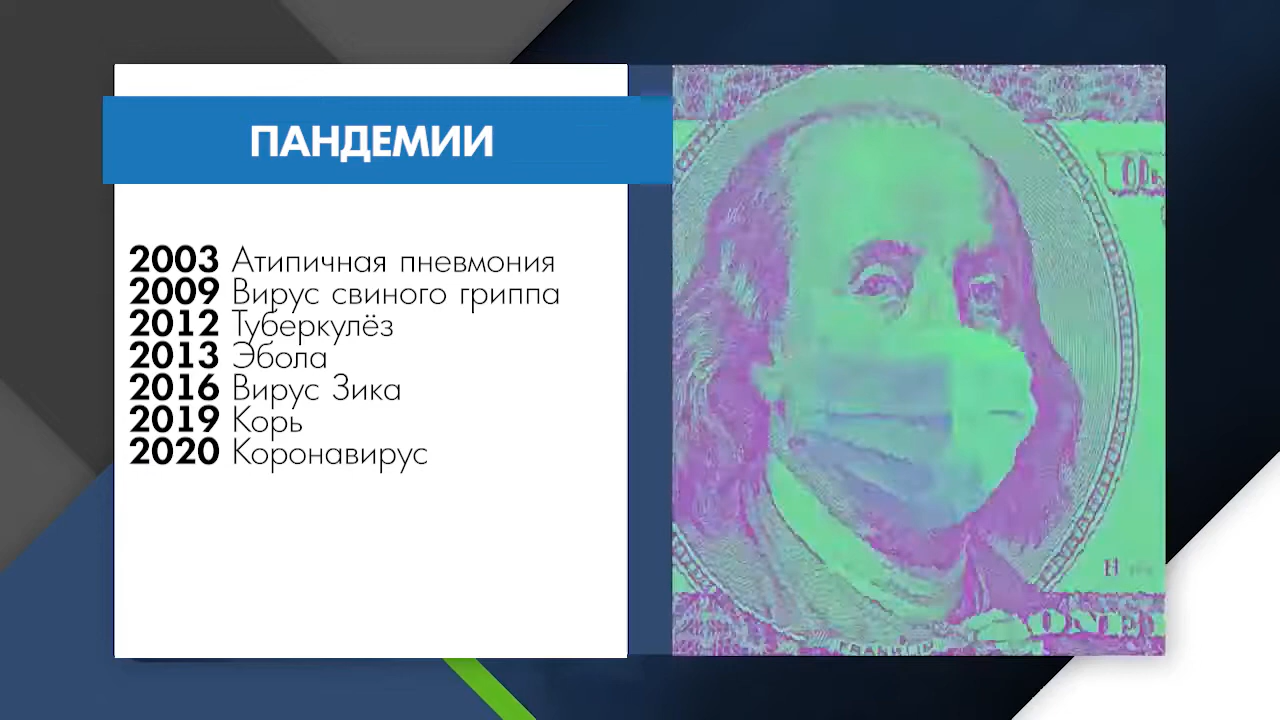 ПАНДЕМИИ
2003 Атипичная пневмония
2009 Вирус свиного гриппа
2012 Туберкулёз
2013 Эбола
2016 Вирус Зика
2019 Корь
2020 Коронавирус
FRANKLIN